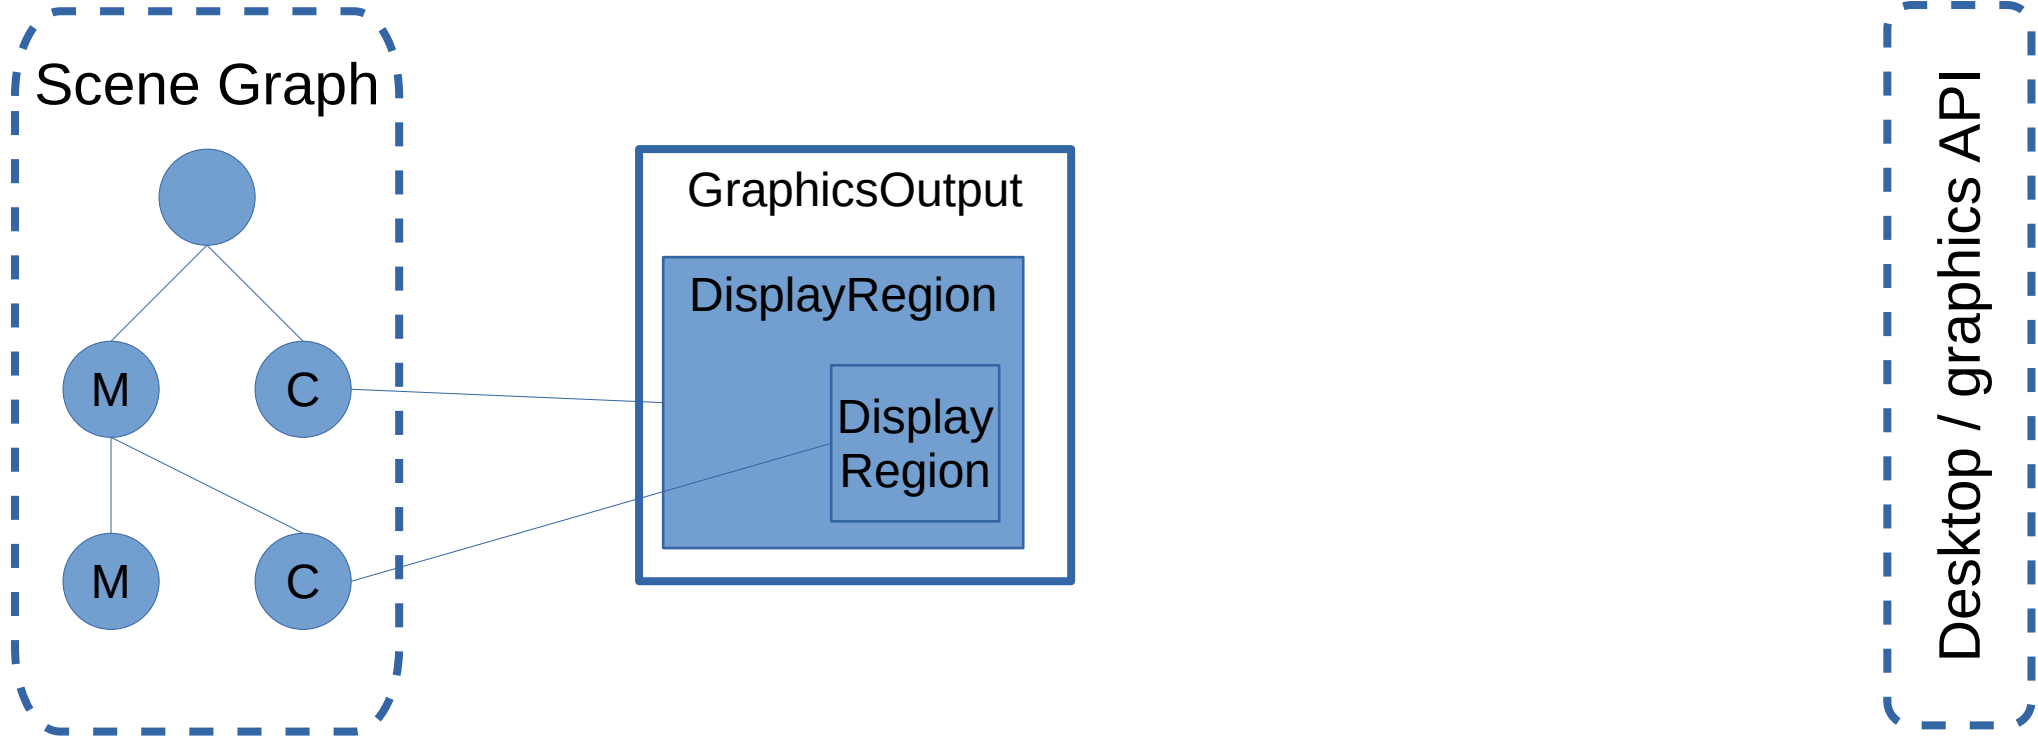 Scene Graph
M
C
M
C
GraphicsOutput
DisplayRegion
Display
Region
Desktop / graphics API